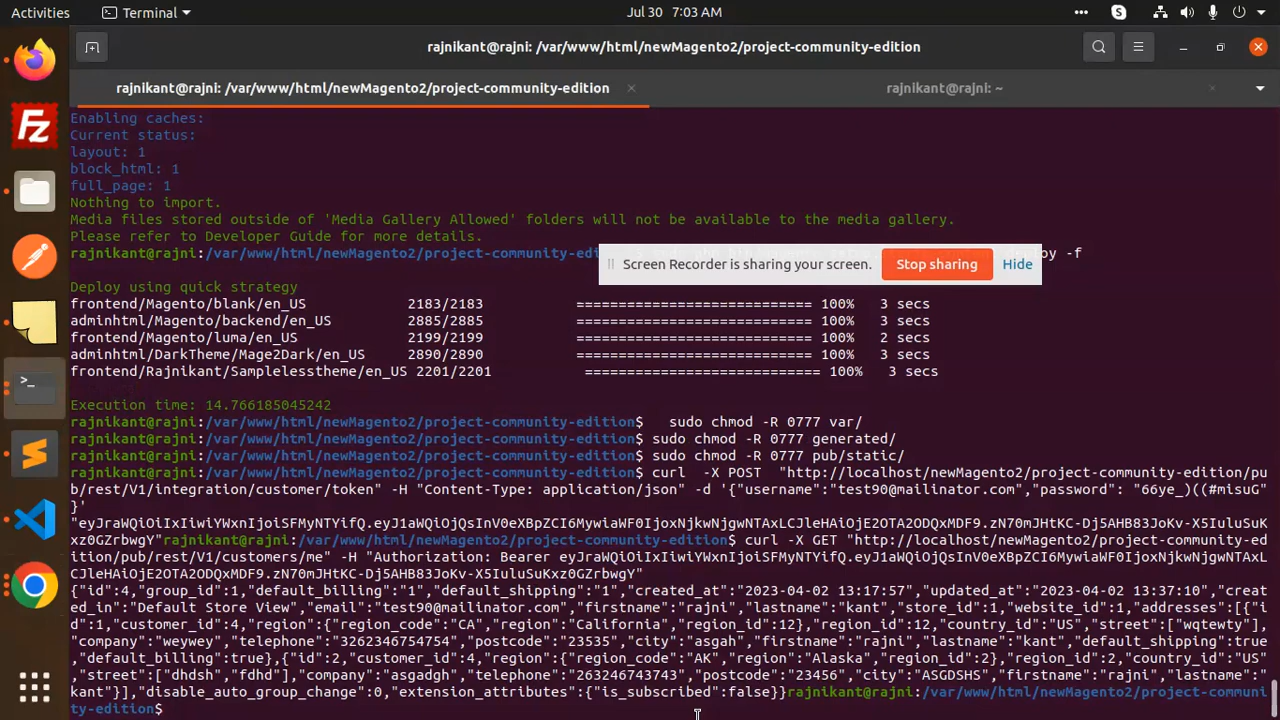 Activities Terminal Jul 30 7:03 AM
rajnikant@rajni: /var/www/html/newMagento2/project-community-edition
rajnikant@rajni: /var/www/html/newMagento2/project-community-edition rajnikant@rajni: ~
Enabling caches:
Current status:
layout: 1
block_html: 1
full_page: 1
Nothing to import.
Media files stored outside of 'Media Gallery Allowed' folders will not be available to the media gallery.
Please refer to Developer Guide for more details.
rajnikant@rajni:/var/www/html/newMagento2/project-community-edi oy -f
Screen Recorder is sharing your screen. Stop sharing Hide
Deploy using quick strategy
frontend/Magento/blank/en_US 2183/2183 ============================ 100% 3 secs
adminhtml/Magento/backend/en_US 2885/2885 ============================ 100% 3 secs
frontend/Magento/luma/en_US 2199/2199 ============================ 100% 2 secs
adminhtml/DarkTheme/Mage2Dark/en_US 2890/2890 ============================ 100% 3 secs
frontend/Rajnikant/Samplelesstheme/en_US 2201/2201 ============================ 100% 3 secs
Execution time: 14.766185045242
rajnikant@rajni:/var/www/html/newMagento2/project-community-edition$ sudo chmod -R 0777 var/
rajnikant@rajni:/var/www/html/newMagento2/project-community-edition$ sudo chmod -R 0777 generated/
rajnikant@rajni:/var/www/html/newMagento2/project-community-edition$ sudo chmod -R 0777 pub/static/
rajnikant@rajni:/var/www/html/newMagento2/project-community-edition$ curl -X POST "http://localhost/newMagento2/project-community-edition/pu
b/rest/V1/integration/customer/token" -H "Content-Type: application/json" -d '{"username":"test90@mailinator.com","password": "66ye_)((#misuG"
}'
"eyJraWQiOiIxIiwiYWxnIjoiSFMyNTYifQ.eyJ1aWQiOjQsInV0eXBpZCI6MywiaWF0IjoxNjkwNjgwNTAxLCJleHAiOjE2OTA2ODQxMDF9.zN70mJHtKC-Dj5AHB83JoKv-X5IuluSuK
xz0GZrbwgY"rajnikant@rajni:/var/www/html/newMagento2/project-community-edition$ curl -X GET "http://localhost/newMagento2/project-community-ed
ition/pub/rest/V1/customers/me" -H "Authorization: Bearer eyJraWQiOiIxIiwiYWxnIjoiSFMyNTYifQ.eyJ1aWQiOjQsInV0eXBpZCI6MywiaWF0IjoxNjkwNjgwNTAxL
CJleHAiOjE2OTA2ODQxMDF9.zN70mJHtKC-Dj5AHB83JoKv-X5IuluSuKxz0GZrbwgY"
{"id":4,"group_id":1,"default_billing":"1","default_shipping":"1","created_at":"2023-04-02 13:17:57","updated_at":"2023-04-02 13:37:10","creat
ed_in":"Default Store View","email":"test90@mailinator.com","firstname":"rajni","lastname":"kant","store_id":1,"website_id":1,"addresses":[{"i
d":1,"customer_id":4,"region":{"region_code":"CA","region":"California","region_id":12},"region_id":12,"country_id":"US","street":["wqtewty"],
"company":"weywey","telephone":"3262346754754","postcode":"23535","city":"asgah","firstname":"rajni","lastname":"kant","default_shipping":true
,"default_billing":true},{"id":2,"customer_id":4,"region":{"region_code":"AK","region":"Alaska","region_id":2},"region_id":2,"country_id":"US"
,"street":["dhdsh","fdhd"],"company":"asgadgh","telephone":"263246743743","postcode":"23456","city":"ASGDSHS","firstname":"rajni","lastname":"
kant"}],"disable_auto_group_change":0,"extension_attributes":{"is_subscribed":false}}rajnikant@rajni:/var/www/html/newMagento2/project-communi
ty-edition$